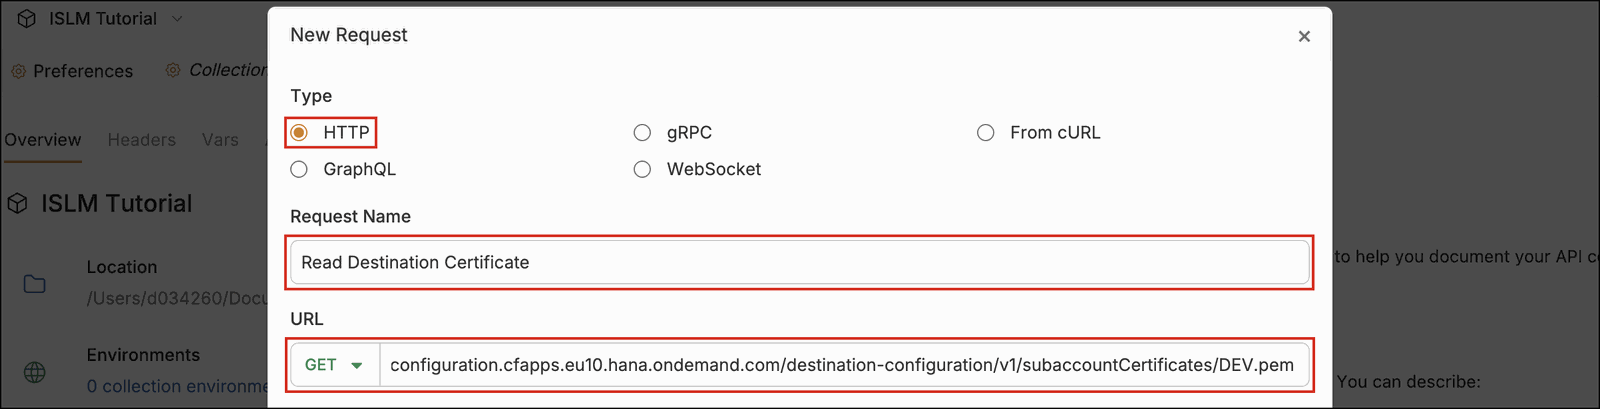 ISLM Tutorial
Preferences
Collection
Overview Headers Vars
ISLM Tutorial
Location
/Users/d034260/Docu
Environments
0 collection environme
New Request
Type
HTTP gRPC From cURL
GraphQL WebSocket
Request Name
Read Destination Certificate
URL
GET configuration.cfapps.eu10.hana.ondemand.com/destination-configuration/v1/subaccountCertificates/DEV.pem
to help you document your API co
You can describe: